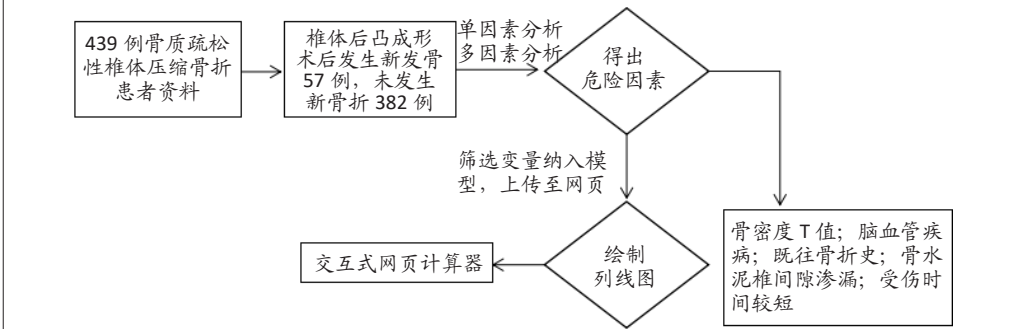 439 例骨质疏松
性椎体压缩骨折
患者资料
椎体后凸成形
术后发生新发骨
57 例，未发生
新骨折 382 例
单因素分析
多因素分析
得出
危险因素
筛选变量纳入模
型，上传至网页
骨密度 T 值；脑血管疾
病；既往骨折史；骨水
泥椎间隙渗漏；受伤时
间较短
绘制
列线图
交互式网页计算器